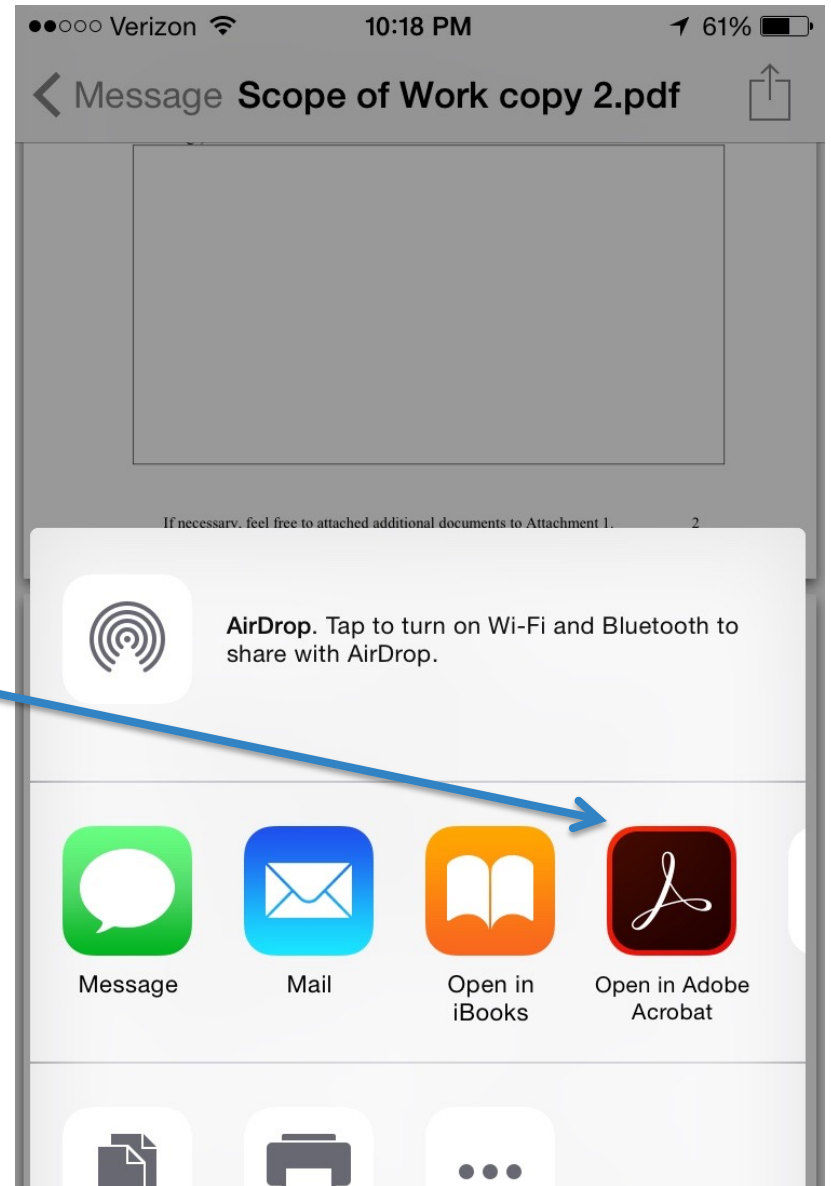 Verizon 10:18 PM 61%
Message Scope of Work copy 2.pdf
If necessary, feel free to attached additional documents to Attachment 1. 2
AirDrop. Tap to turn on Wi-Fi and Bluetooth to
share with AirDrop.
Message Mail Open in Open in Adobe
iBooks Acrobat